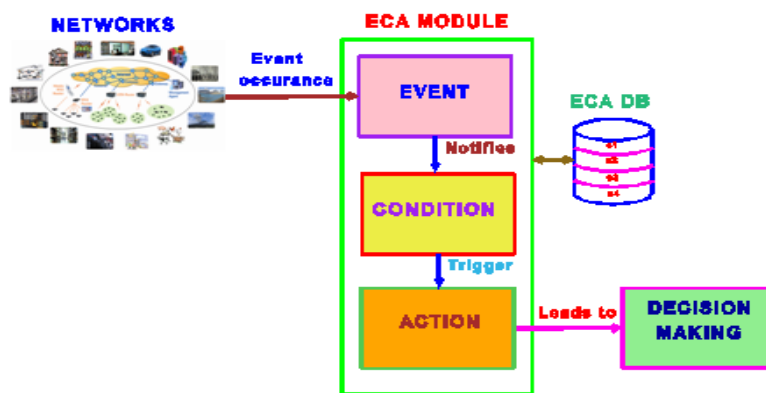 NETWORKS
ECA MODULE
Event
occurance
EVENT
ECA DB
Notifies
CONDITION
Trigger
ACTION
Leads to
DECISION
MAKING